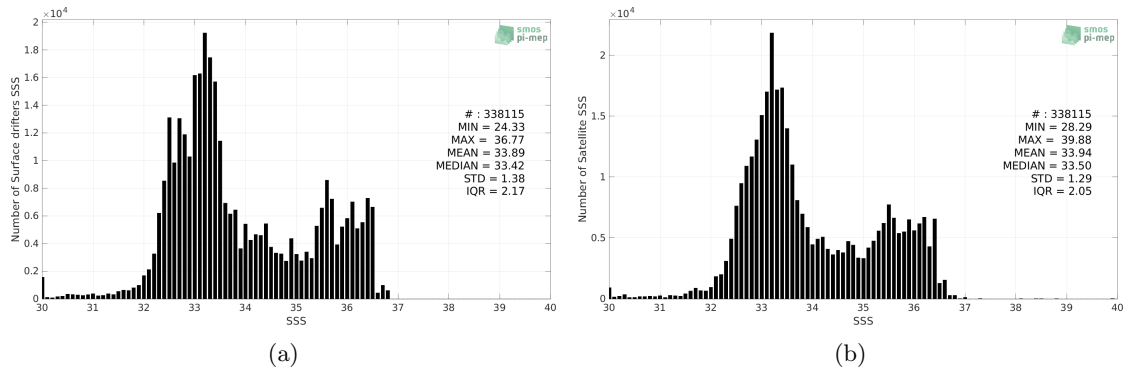 ×10⁴
2
1.8
1.6
1.4
1.2
1
0.8
0.6
0.4
0.2
0
Number of Surface drifters SSS
smos
pi-mep
# : 338115
MIN = 24.33
MAX = 36.77
MEAN = 33.89
MEDIAN = 33.42
STD = 1.38
IQR = 2.17
30 31 32 33 34 35 36 37 38 39 40
SSS
(a)
×10⁴
2
1.5
1
0.5
0
Number of Satellite SSS
smos
pi-mep
# : 338115
MIN = 28.29
MAX = 39.88
MEAN = 33.94
MEDIAN = 33.50
STD = 1.29
IQR = 2.05
30 31 32 33 34 35 36 37 38 39 40
SSS
(b)